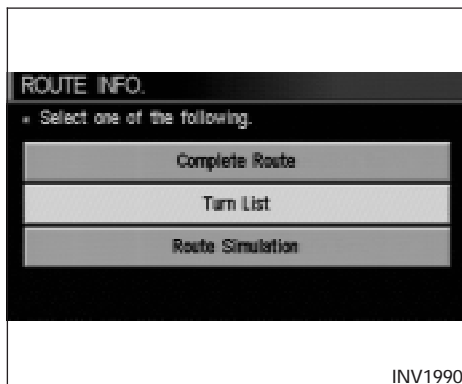 ROUTE INFO.
Select one of the following.
Complete Route
Turn List
Route Simulation
INV1990